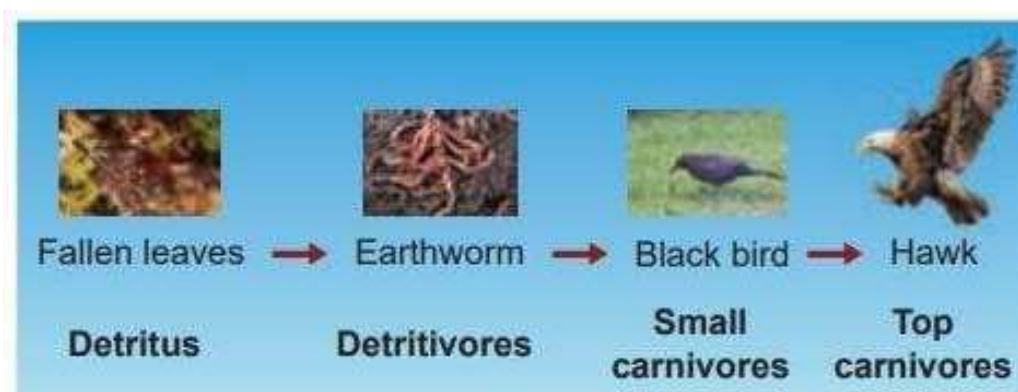 Fallen leaves Earthworm Black bird Hawk
Detritus Detritivores Small carnivores Top carnivores